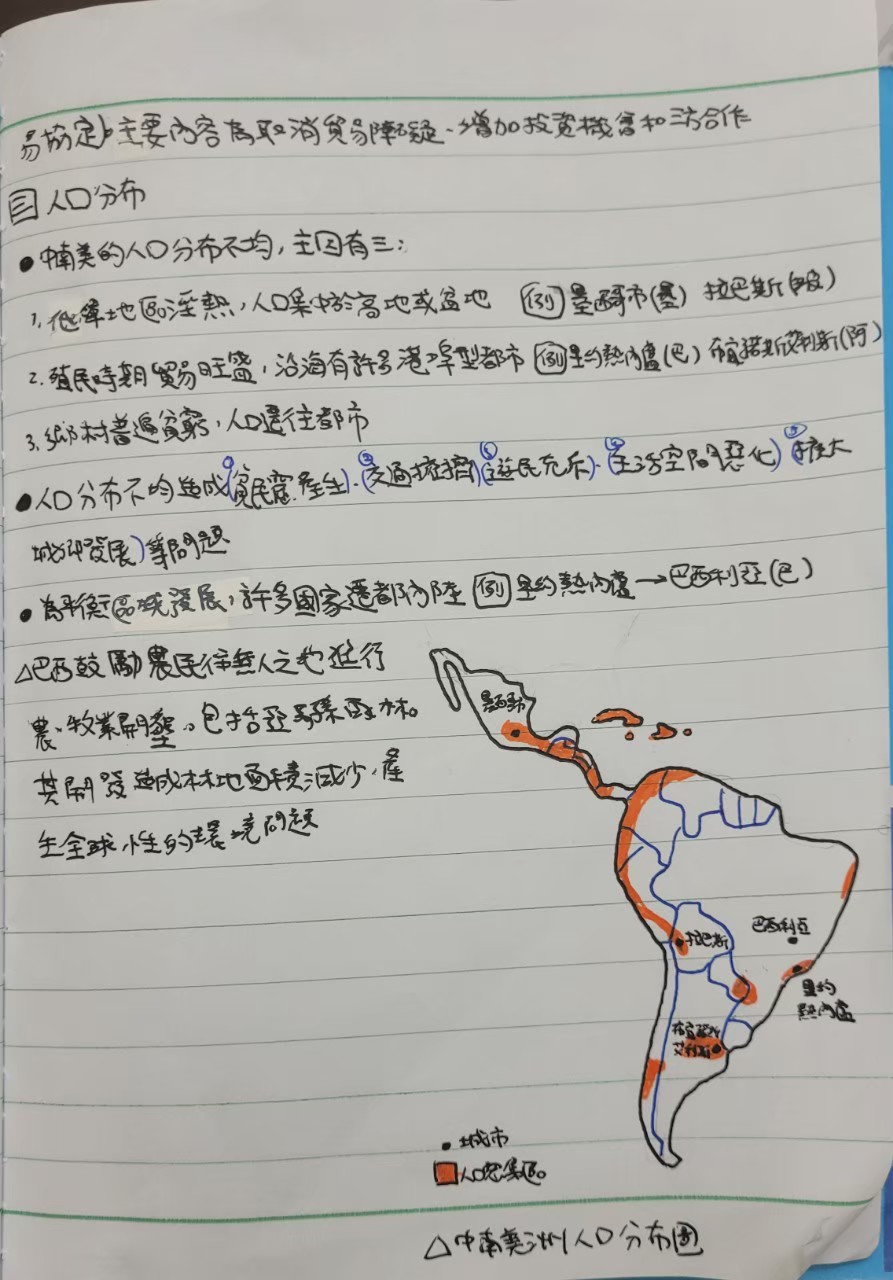 易協定)主要內容為取消貿易障礙、增加投資機會和三方合作
三 人口分布
●中南美的人口分布不均,主因有三:
1.低緯地區溼熱,人口集中於高地或盆地 例 墨西哥市(墨) 拉巴斯(玻)
2.殖民時期貿易旺盛,沿海有許多港埠型都市 例 里約熱內盧(巴) 布宜諾斯艾利斯(阿)
3.鄉村普遍貧窮,人口遷往都市
●人口分布不均造成(①貧民窟產生)、(②交通擁擠)(③遊民充斥)、(④生活空間惡化)(⑤擴大
城鄉發展)等問題
●為平衡區域發展,許多國家遷都內陸 例 里約熱內盧→巴西利亞(巴)
△巴西鼓勵農民往無人之地進行
農、牧業開墾。包括亞馬孫雨林。
其開發造成林地面積減少,產
生全球性的環境問題
墨西哥市
拉巴斯
巴西利亞
里約
熱內盧
布宜諾斯
艾利斯
•城市
人口密集區
△中南美洲人口分布圖